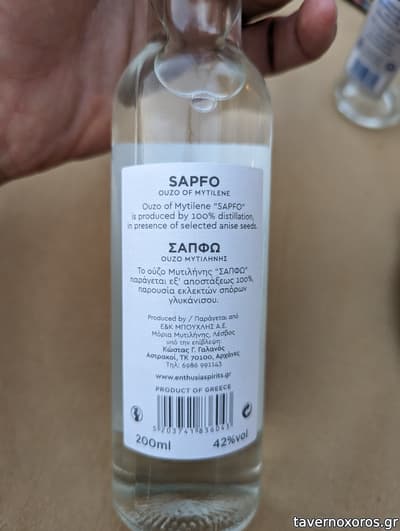 SAPFO
OUZO OF MYTILENE
Ouzo of Mytilene "SAPFO"
is produced by 100% distillation,
in presence of selected anise seeds.
ΣΑΠΦΩ
ΟΥΖΟ ΜΥΤΙΛΗΝΗΣ
Το ούζο Μυτιλήνης "ΣΑΠΦΩ"
παράγεται εξ' αποστάξεως 100%,
παρουσία εκλεκτών σπόρων
γλυκάνισου.
Produced by / Παράγεται από
Ε&Κ ΜΠΟΥΧΛΗΣ Α.Ε.
Μόρια Μυτιλήνης, Λέσβος
υπό την επίβλεψη:
Κώστας Γ. Γαλανός
Αστρακοί, ΤΚ 70100, Αρχάνες
Τηλ: 6986 991143
www.enthusiaspirits.gr
PRODUCT OF GREECE
200ml
42%vol
tavernoxoros.gr